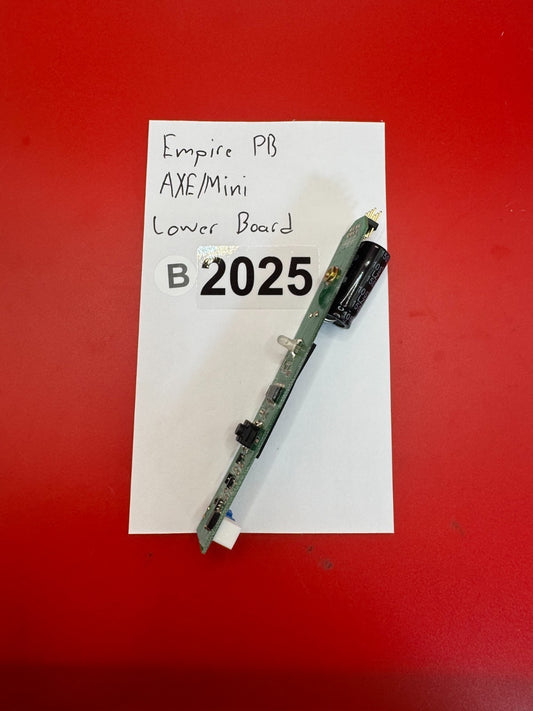 Empire PB
AXE/Mini
Lower Board
B 2025